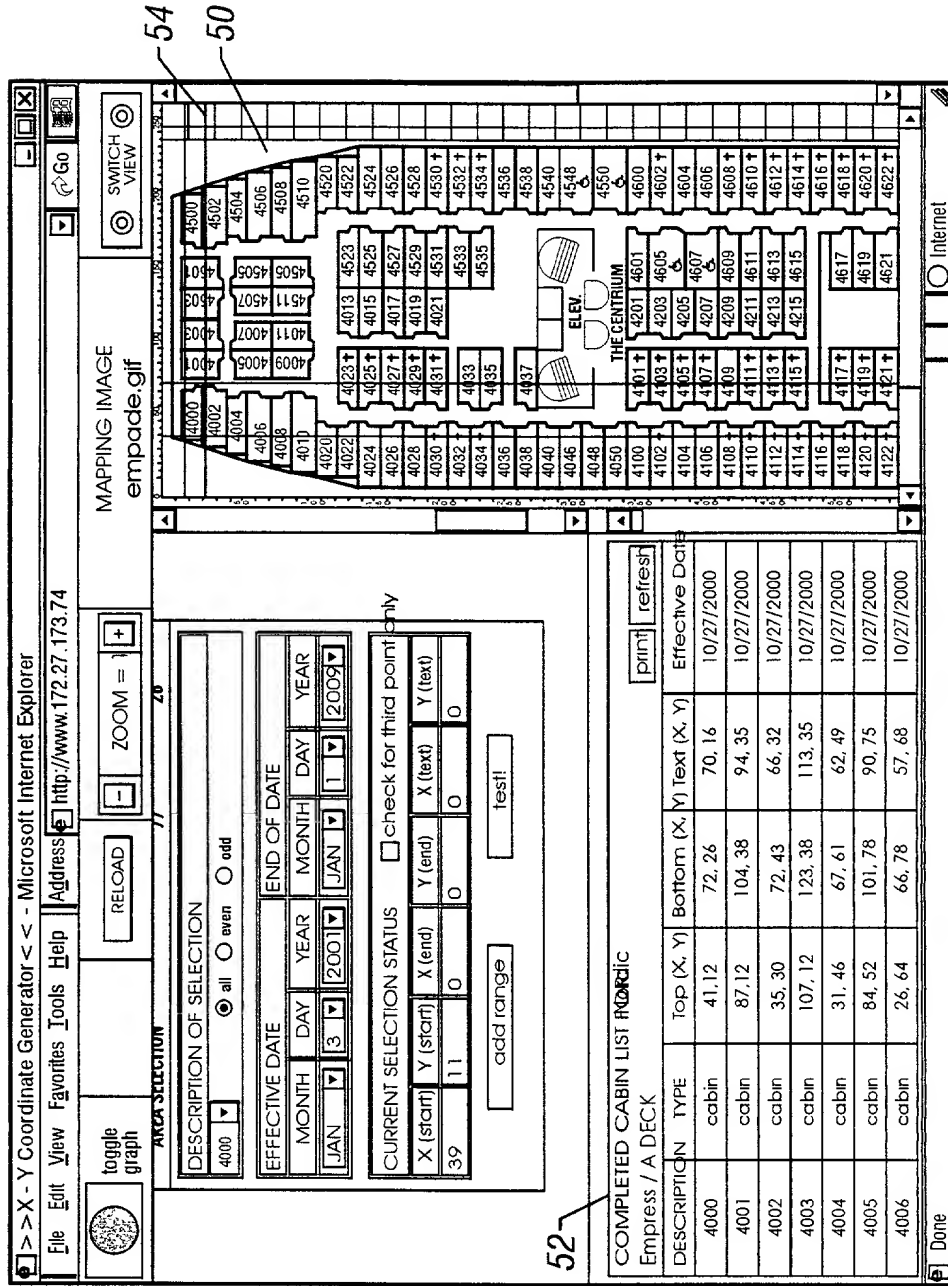 > > X - Y Coordinate Generator < < - Microsoft Internet Explorer
File Edit View Favorites Tools Help Address http://www.172.27.173.74 Go
toggle graph
RELOAD
- ZOOM = 1 +
MAPPING IMAGE
empade.gif
SWITCH VIEW
54
50
AREA SELECTION
DESCRIPTION OF SELECTION
4000 all even odd
EFFECTIVE DATE END OF DATE
MONTH DAY YEAR MONTH DAY YEAR
JAN 3 2001 JAN 1 2009
CURRENT SELECTION STATUS check for third point only
X (start) Y (start) X (end) Y (end) X (text) Y (text)
39 11 0 0 0 0
add range test!
52
COMPLETED CABIN LIST
print refresh
Empress / A DECK
DESCRIPTION TYPE Top (X, Y) Bottom (X, Y) Text (X, Y) Effective Date
4000 cabin 41,12 72, 26 70, 16 10/27/2000
4001 cabin 87,12 104, 38 94, 35 10/27/2000
4002 cabin 35, 30 72, 43 66, 32 10/27/2000
4003 cabin 107, 12 123, 38 113, 35 10/27/2000
4004 cabin 31, 46 67, 61 62, 49 10/27/2000
4005 cabin 84, 52 101, 78 90, 75 10/27/2000
4006 cabin 26, 64 66, 78 57, 68 10/27/2000
4000 4001 4003 4503 4501 4500
4002 4502
4004 4504
4006 4005 4007 4507 4505 4506
4008 4009 4011 4511 4508
4010 4510
4020 4520
4022 4013 4523 4522
4024 4023 † 4015 4525 4524
4026 4025 † 4017 4527 4526
4028 4027 † 4019 4529 4528
4030 † 4029 † 4021 4531 4530 †
4031 †
4032 † 4033 4533 4532 †
4034 † 4035 4535 4534 †
4036 4536
4038 4037 4538
4040 4540
4046 4548
4048 4550
4050
ELEV.
THE CENTRIUM
4100 4101 † 4201 4601 4600
4102 † 4103 † 4203 4605 4602 †
4104 4105 † 4205 4607 4604
4106 4107 † 4207 4609 4606
4108 † 4109 4209 4611 4608 †
4110 † 4111 † 4211 4613 4610 †
4112 † 4113 † 4213 4615 4612 †
4114 † 4115 † 4215 4614 †
4116 † 4616 †
4118 † 4117 † 4617 4618 †
4120 † 4119 † 4619 4620 †
4122 † 4121 † 4621 4622 †
Done Internet